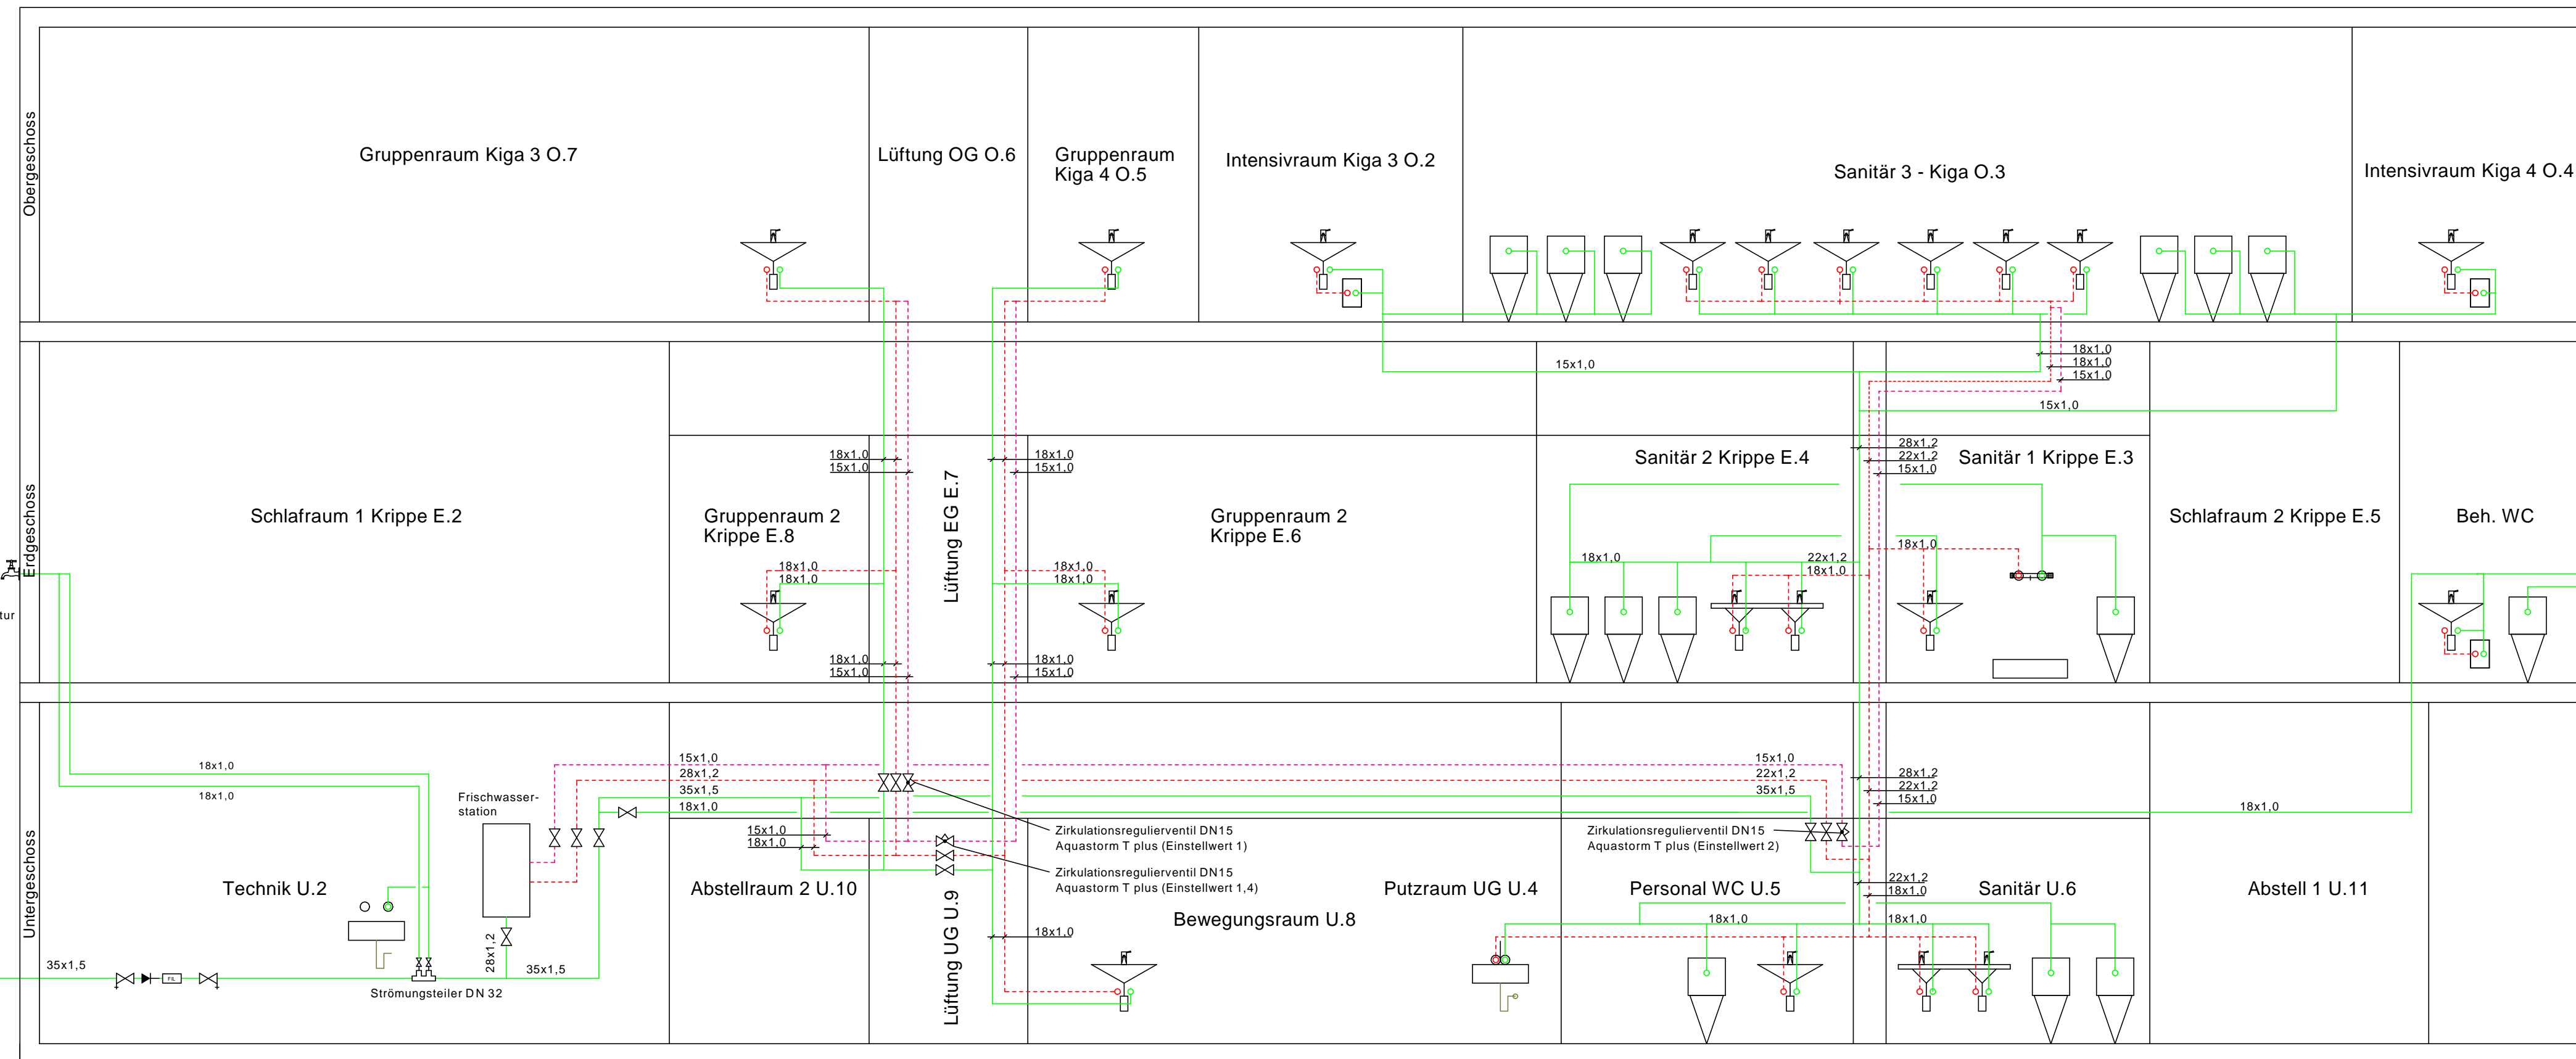 Obergeschoss
Gruppenraum Kiga 3 O.7
Lüftung OG O.6
Gruppenraum
Kiga 4 O.5
Intensivraum Kiga 3 O.2
Sanitär 3 - Kiga O.3
Intensivraum Kiga 4 O.4
18x1,0
18x1,0
15x1,0
15x1,0
15x1,0
Erdgeschoss
tur
Schlafraum 1 Krippe E.2
18x1,0
15x1,0
Gruppenraum 2
Krippe E.8
18x1,0
18x1,0
18x1,0
15x1,0
Lüftung EG E.7
18x1,0
15x1,0
Gruppenraum 2
Krippe E.6
18x1,0
18x1,0
18x1,0
15x1,0
Sanitär 2 Krippe E.4
18x1,0
22x1,2
18x1,0
28x1,2
22x1,2
15x1,0
Sanitär 1 Krippe E.3
18x1,0
Schlafraum 2 Krippe E.5
Beh. WC
Untergeschoss
18x1,0
18x1,0
Frischwasser-
station
Technik U.2
35x1,5
FIL
Strömungsteiler DN 32
28x1,2
35x1,5
15x1,0
28x1,2
35x1,5
18x1,0
15x1,0
18x1,0
Abstellraum 2 U.10
Lüftung UG U.9
Zirkulationsregulierventil DN15
Aquastorm T plus (Einstellwert 1)
Zirkulationsregulierventil DN15
Aquastorm T plus (Einstellwert 1,4)
Bewegungsraum U.8
18x1,0
Putzraum UG U.4
Zirkulationsregulierventil DN15
Aquastorm T plus (Einstellwert 2)
15x1,0
22x1,2
35x1,5
28x1,2
22x1,2
15x1,0
Personal WC U.5
18x1,0
22x1,2
18x1,0
Sanitär U.6
18x1,0
18x1,0
Abstell 1 U.11